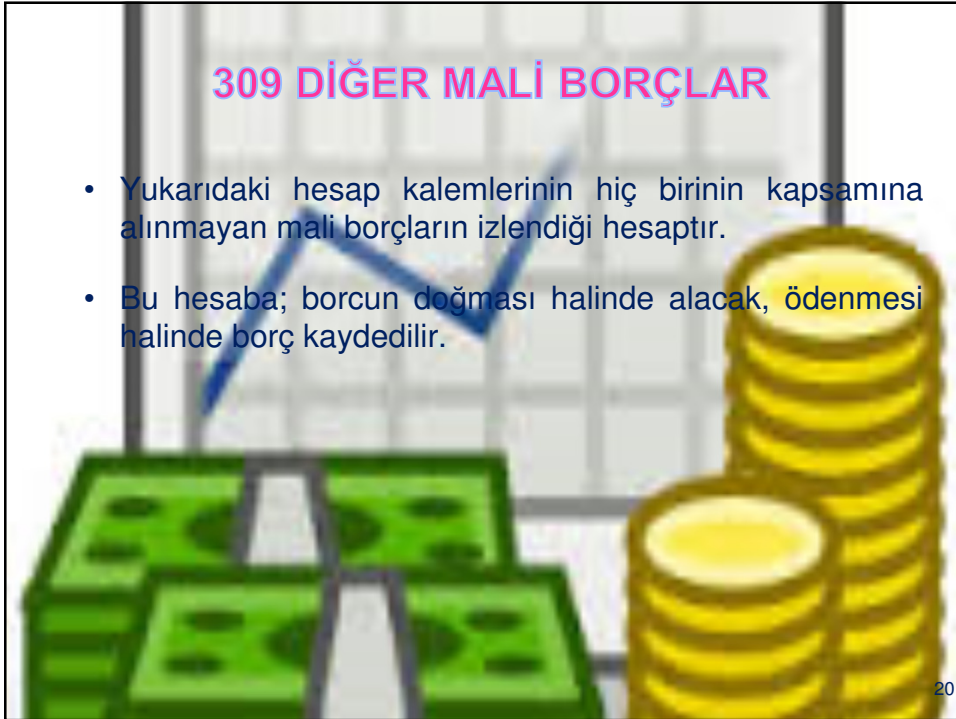 309 DİĞER MALİ BORÇLAR
• Yukarıdaki hesap kalemlerinin hiç birinin kapsamına
alınmayan mali borçların izlendiği hesaptır.
• Bu hesaba; borcun doğması halinde alacak, ödenmesi
halinde borç kaydedilir.
20